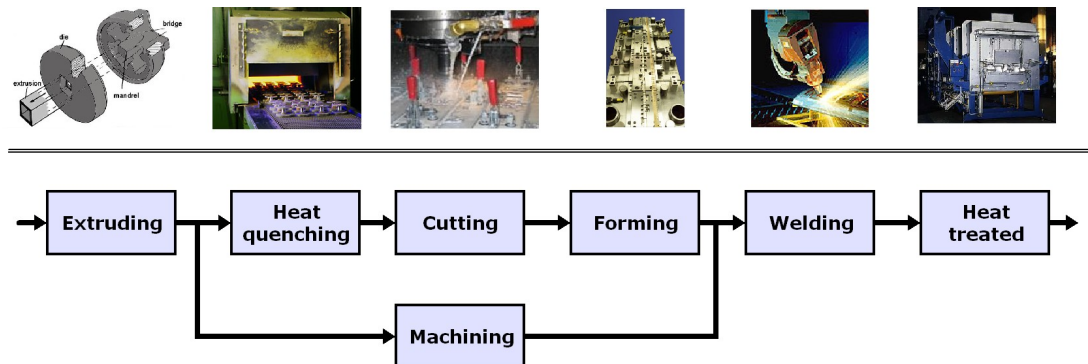 bridge
die
extrusion
mandrel
Extruding
Heat
quenching
Cutting
Forming
Welding
Heat
treated
Machining